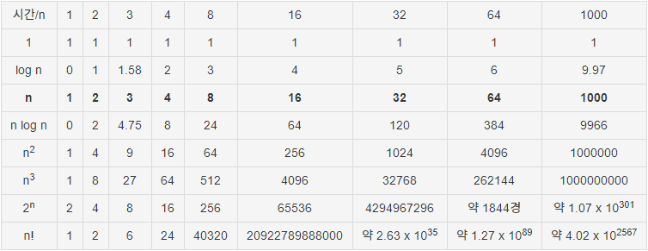 시간/n 1 2 3 4 8 16 32 64 1000
1 1 1 1 1 1 1 1 1 1
log n 0 1 1.58 2 3 4 5 6 9.97
n 1 2 3 4 8 16 32 64 1000
n log n 0 2 4.75 8 24 64 120 384 9966
n² 1 4 9 16 64 256 1024 4096 1000000
n³ 1 8 27 64 512 4096 32768 262144 1000000000
2ⁿ 2 4 8 16 256 65536 4294967296 약 1844경 약 1.07 x 10³⁰¹
n! 1 2 6 24 40320 20922789888000 약 2.63 x 10³⁵ 약 1.27 x 10⁸⁹ 약 4.02 x 10²⁵⁶⁷